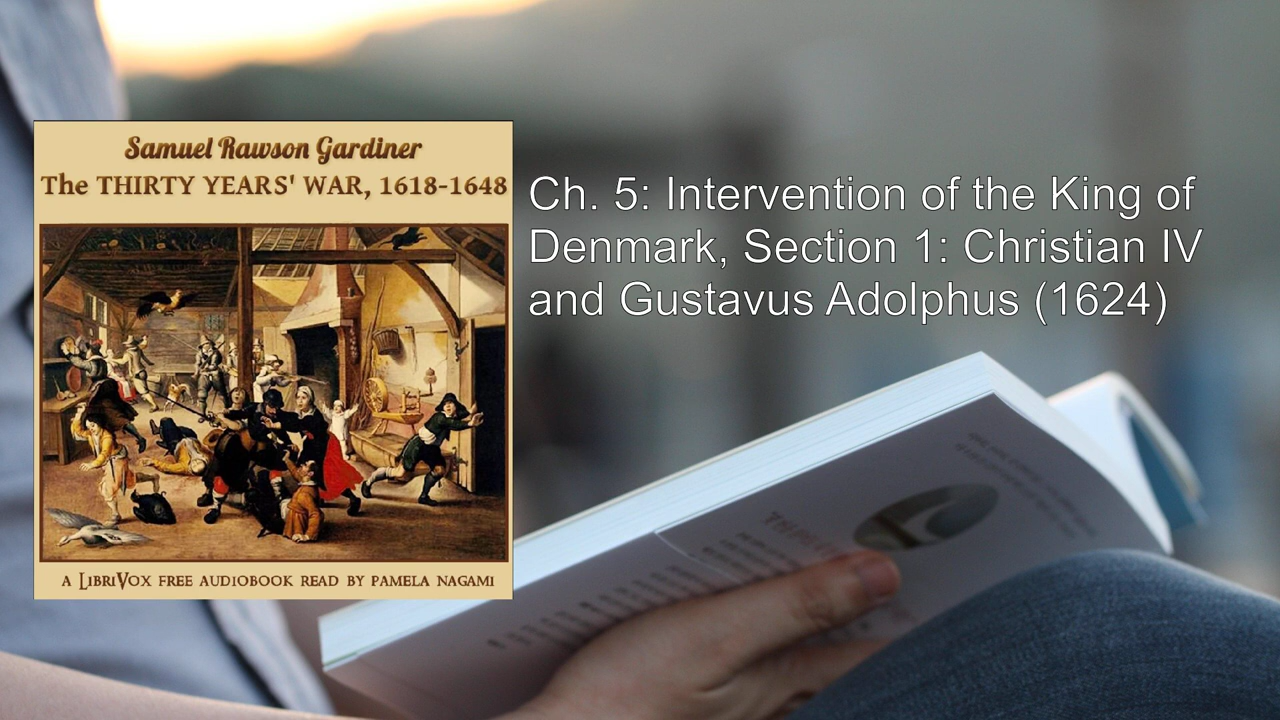 Samuel Rawson Gardiner
The THIRTY YEARS' WAR, 1618-1648
A LIBRIVOX FREE AUDIOBOOK READ BY PAMELA NAGAMI
Ch. 5: Intervention of the King of
Denmark, Section 1: Christian IV
and Gustavus Adolphus (1624)